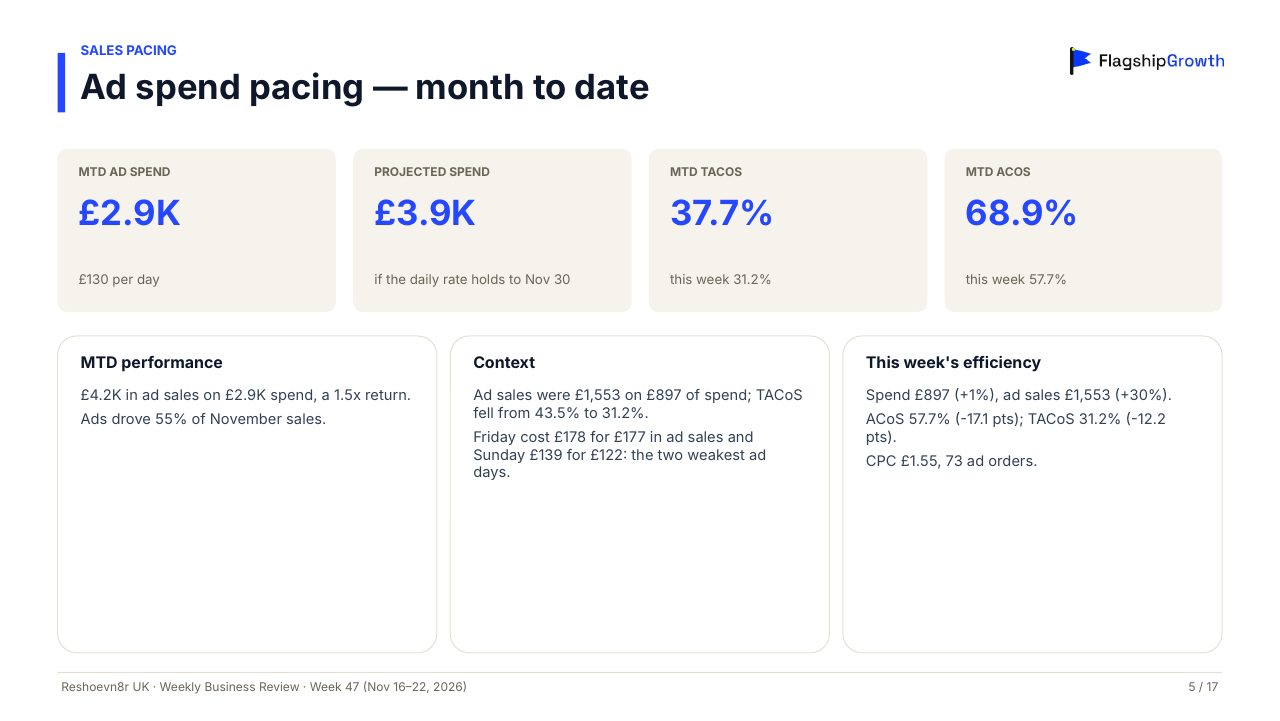 SALES PACING
Ad spend pacing — month to date
FlagshipGrowth
MTD AD SPEND
£2.9K
£130 per day
PROJECTED SPEND
£3.9K
if the daily rate holds to Nov 30
MTD TACOS
37.7%
this week 31.2%
MTD ACOS
68.9%
this week 57.7%
MTD performance
£4.2K in ad sales on £2.9K spend, a 1.5x return.
Ads drove 55% of November sales.
Context
Ad sales were £1,553 on £897 of spend; TACoS
fell from 43.5% to 31.2%.
Friday cost £178 for £177 in ad sales and
Sunday £139 for £122: the two weakest ad
days.
This week's efficiency
Spend £897 (+1%), ad sales £1,553 (+30%).
ACoS 57.7% (-17.1 pts); TACoS 31.2% (-12.2
pts).
CPC £1.55, 73 ad orders.
Reshoevn8r UK · Weekly Business Review · Week 47 (Nov 16–22, 2026)
5 / 17